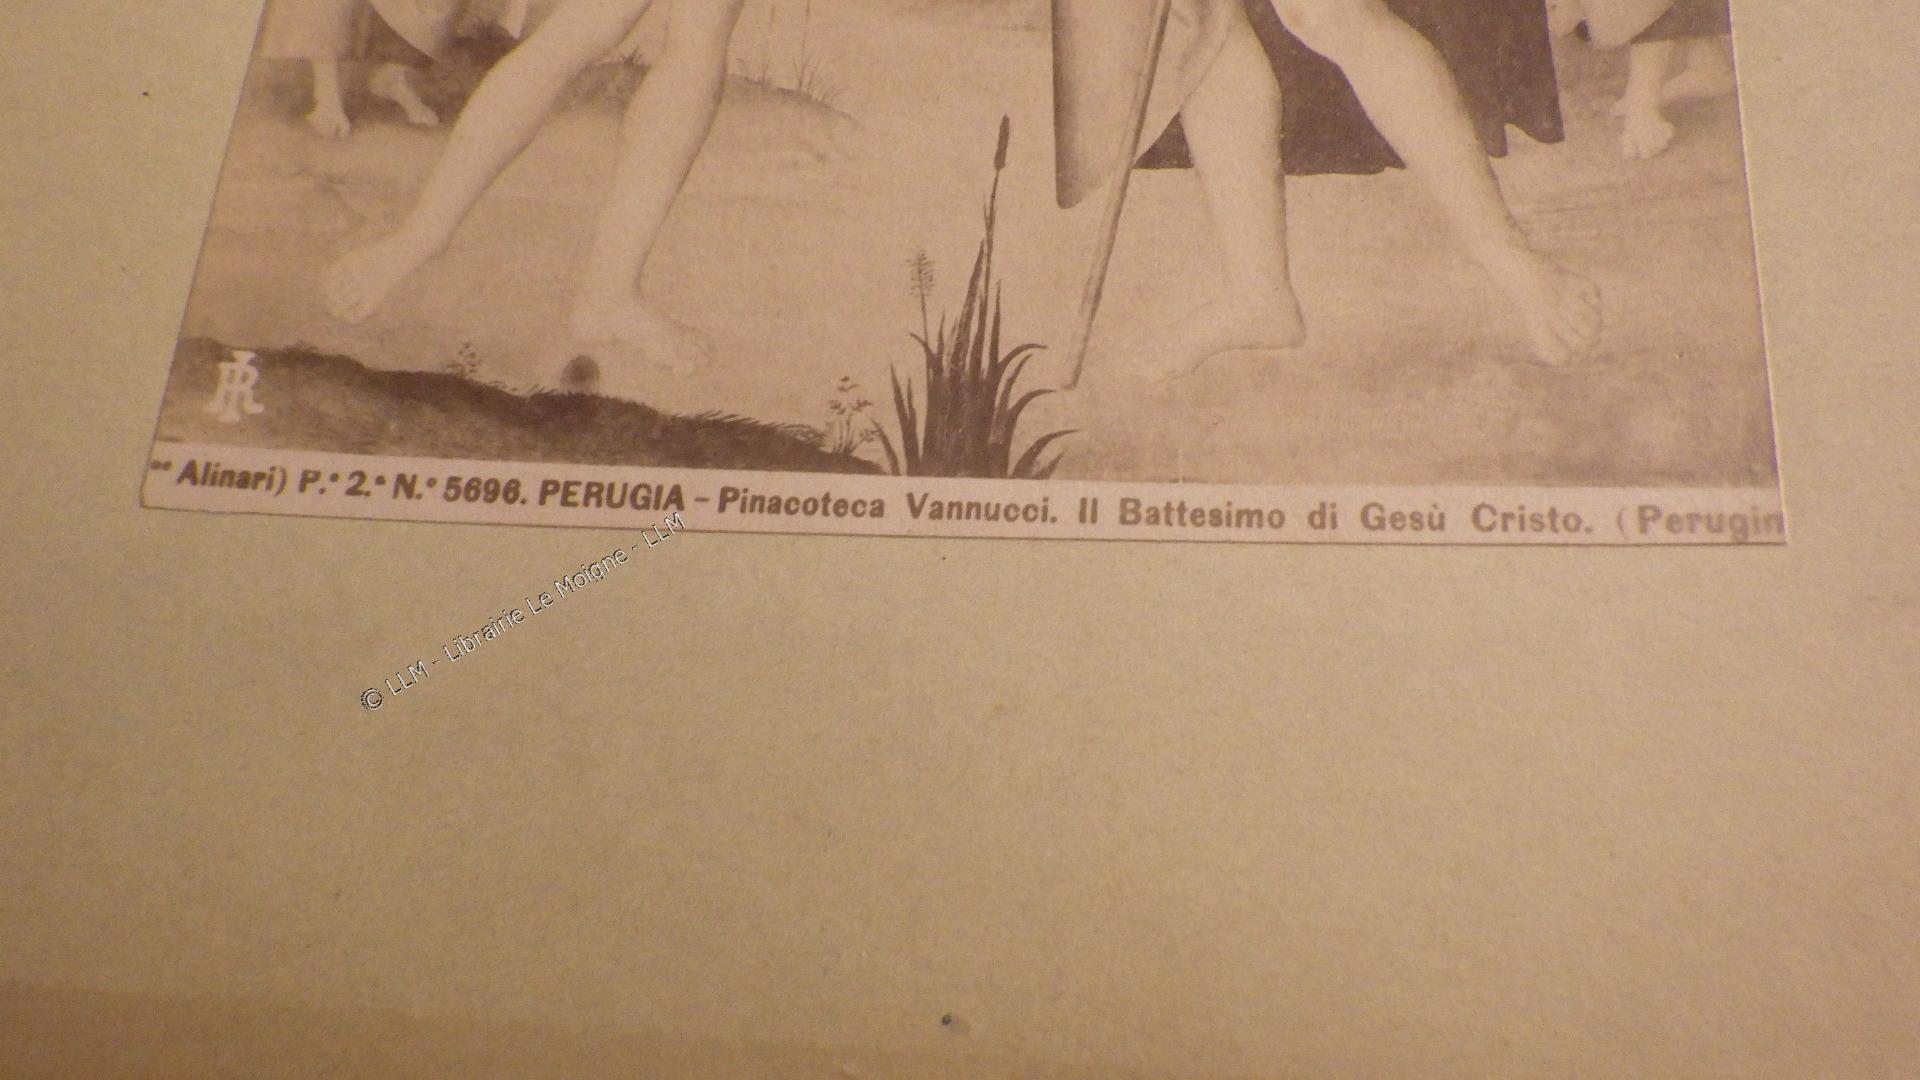 Alinari) P.e 2.a N.o 5696. PERUGIA – Pinacoteca Vannucci. Il Battesimo di Gesù Cristo. (Perugin
© LLM - Librairie Le Moigne - LLM